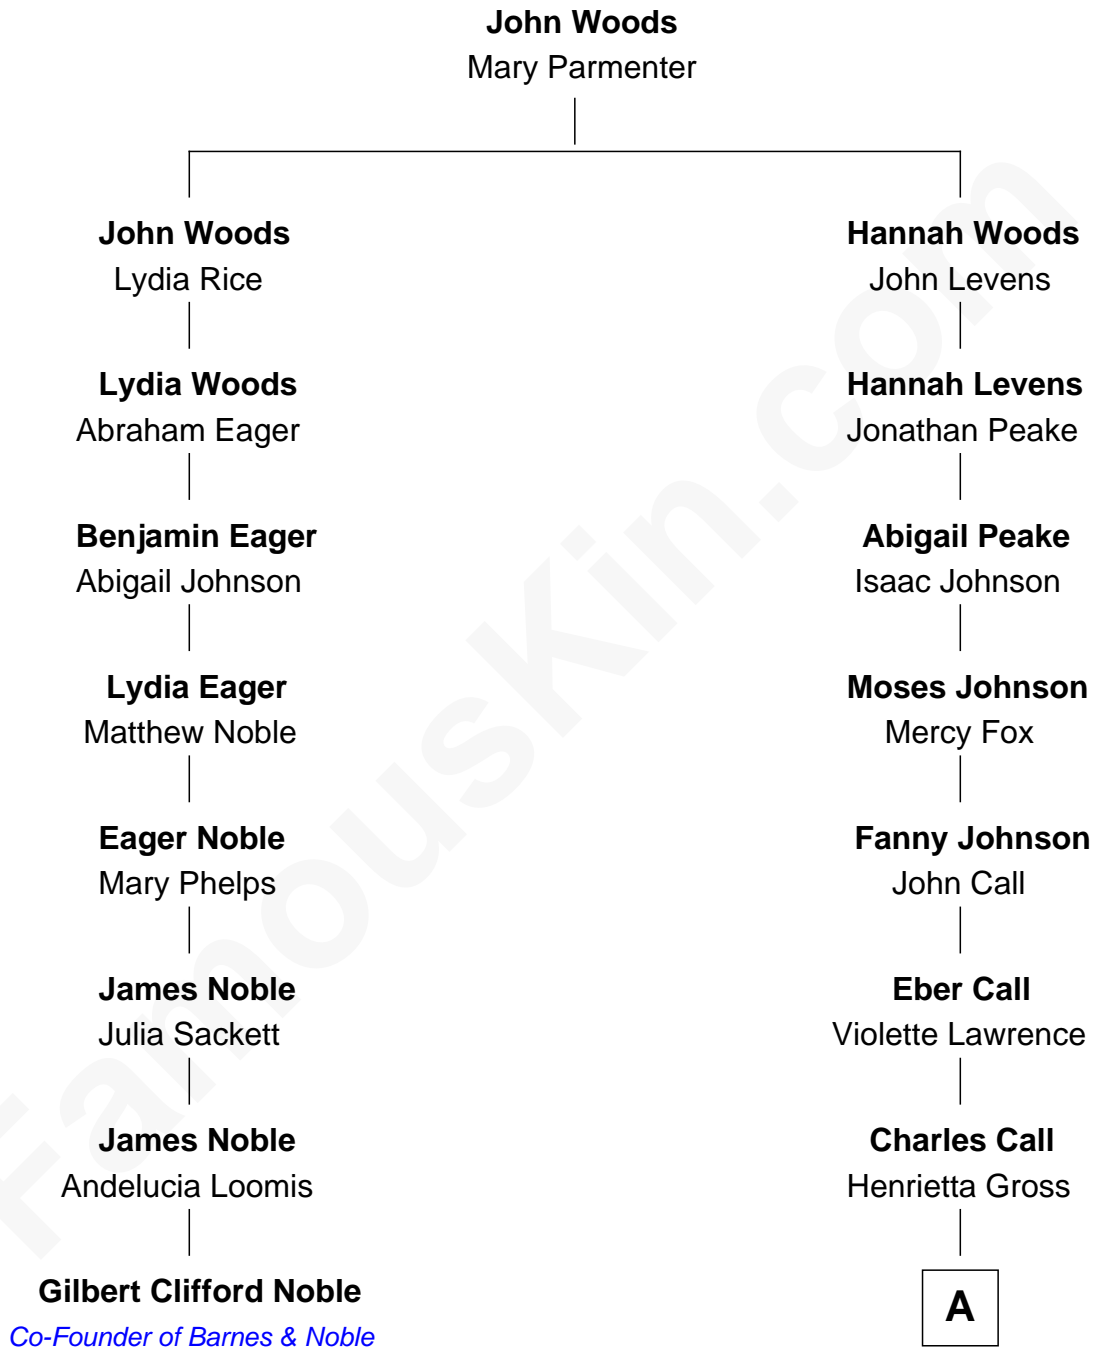 John Woods
Mary Parmenter
John Woods
Lydia Rice
Hannah Woods
John Levens
Lydia Woods
Abraham Eager
Hannah Levens
Jonathan Peake
Benjamin Eager
Abigail Johnson
Abigail Peake
Isaac Johnson
Lydia Eager
Matthew Noble
Moses Johnson
Mercy Fox
Eager Noble
Mary Phelps
Fanny Johnson
John Call
James Noble
Julia Sackett
Eber Call
Violette Lawrence
James Noble
Andelucia Loomis
Charles Call
Henrietta Gross
Gilbert Clifford Noble
Co-Founder of Barnes & Noble
A
FamousKin.com